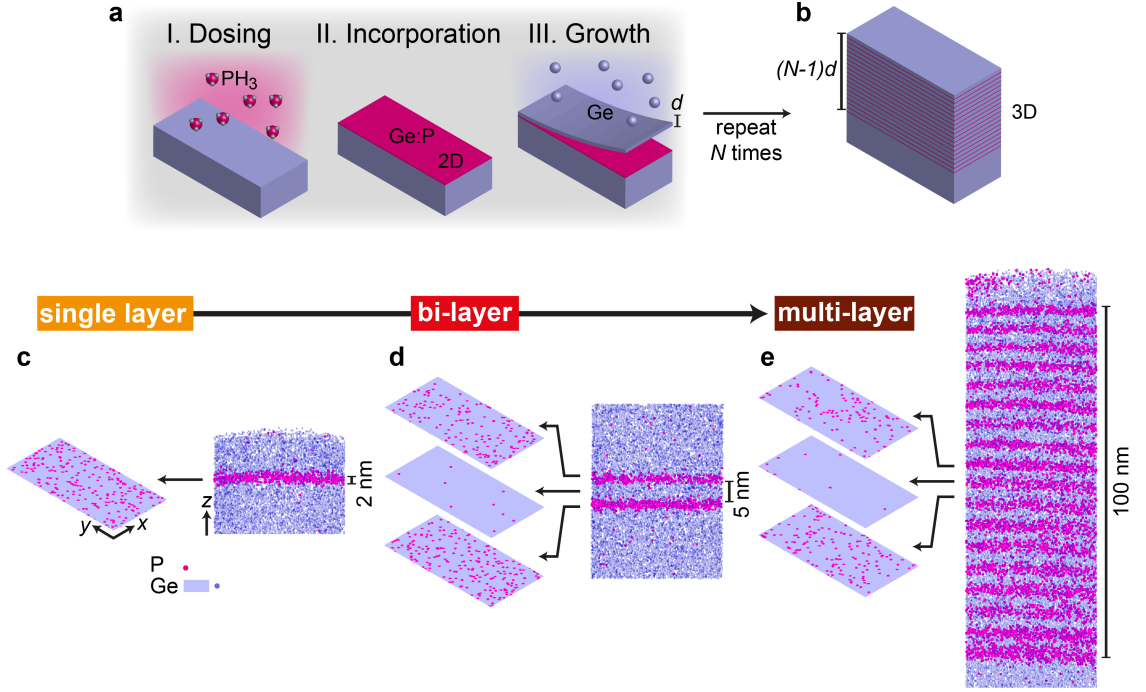 a
I. Dosing
II. Incorporation
III. Growth
PH3
Ge:P
2D
Ge
d
repeat
N times
b
(N-1)d
3D
single layer
bi-layer
multi-layer
c
y
x
z
2 nm
P
Ge
d
5 nm
e
100 nm